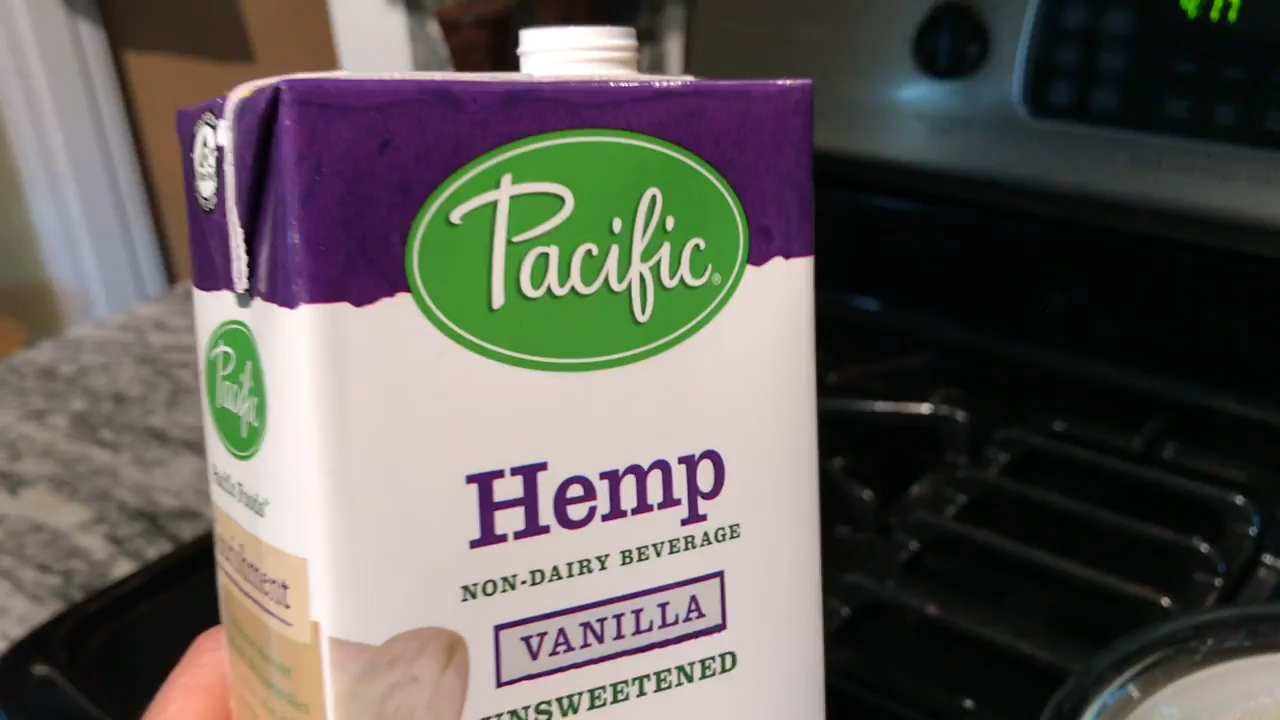 Pacific®
Hemp
NON-DAIRY BEVERAGE
VANILLA
UNSWEETENED
Pacific
Pacific Foods